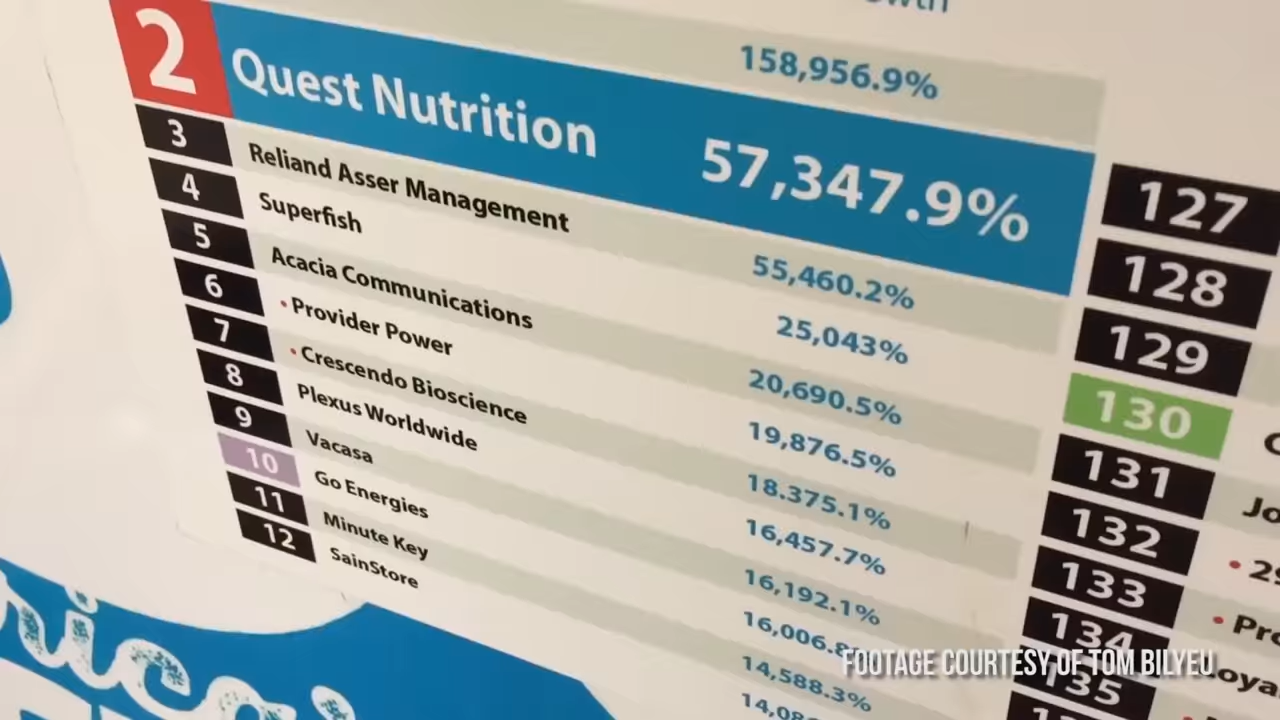 158,956.9%
2 Quest Nutrition 57,347.9%
3 Reliand Asser Management 55,460.2%
4 Superfish 25,043%
5 Acacia Communications 20,690.5%
6 • Provider Power 19,876.5%
7 • Crescendo Bioscience 18.375.1%
8 Plexus Worldwide 16,457.7%
9 Vacasa 16,192.1%
10 Go Energies
11 Minute Key 14,588.3%
12 SainStore
127
128
129
130
131
132
133
134
135
FOOTAGE COURTESY OF TOM BILYEU